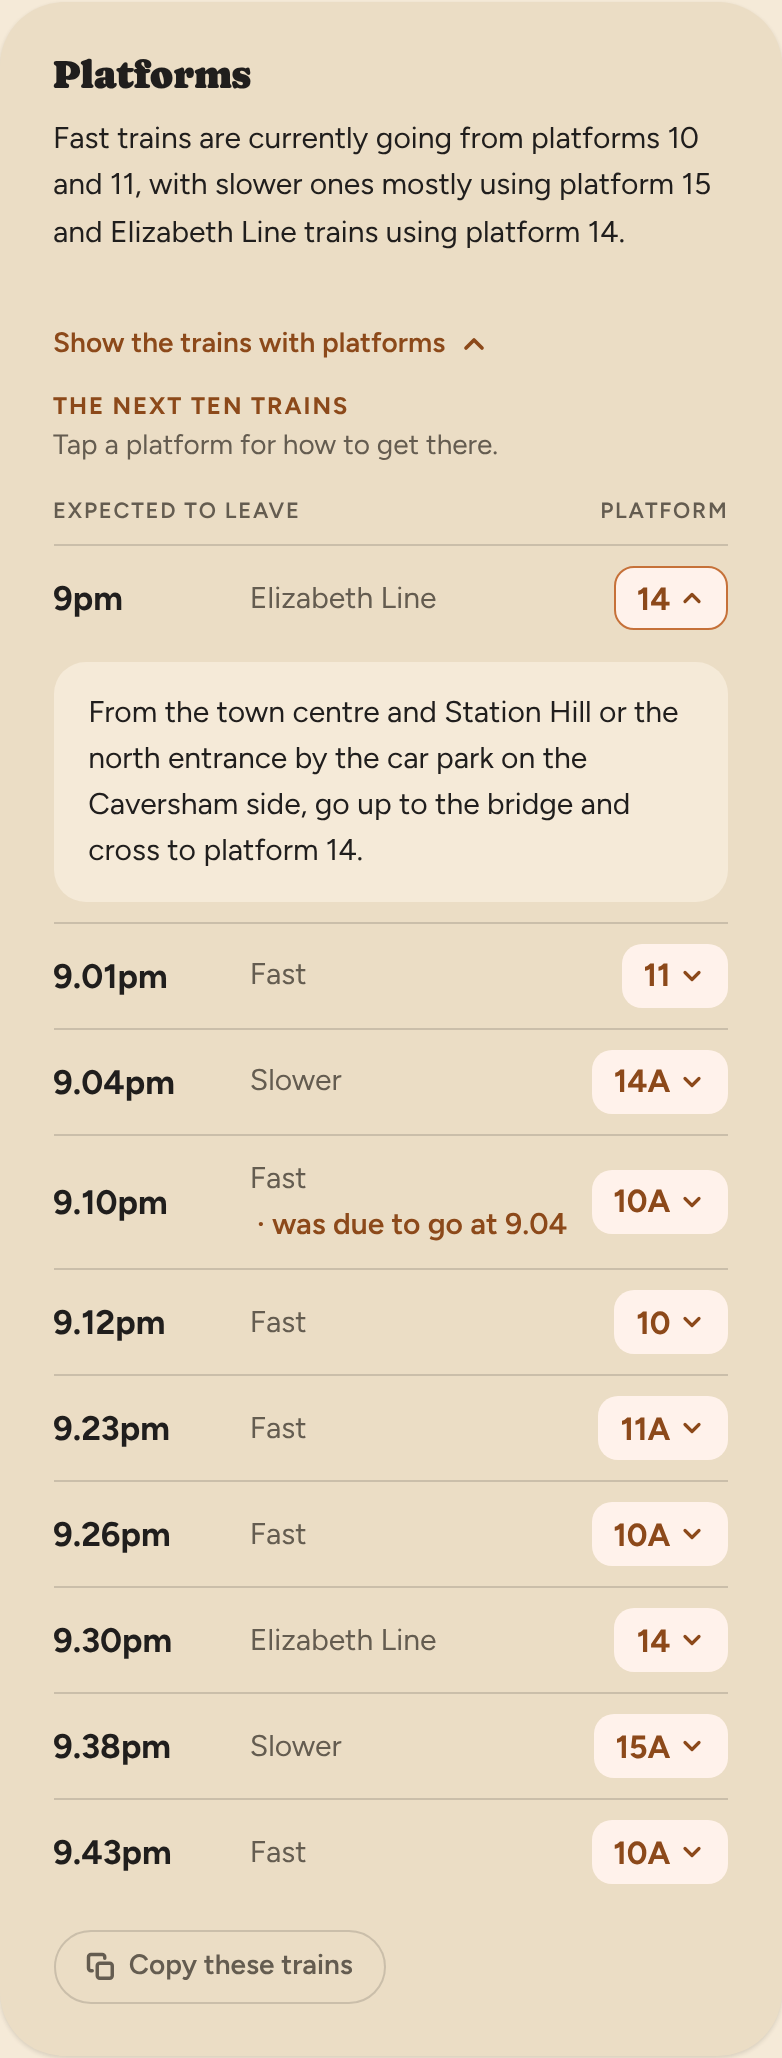 Platforms
Fast trains are currently going from platforms 10
and 11, with slower ones mostly using platform 15
and Elizabeth Line trains using platform 14.
Show the trains with platforms
THE NEXT TEN TRAINS
Tap a platform for how to get there.
EXPECTED TO LEAVE PLATFORM
9pm Elizabeth Line 14
From the town centre and Station Hill or the
north entrance by the car park on the
Caversham side, go up to the bridge and
cross to platform 14.
9.01pm Fast 11
9.04pm Slower 14A
9.10pm Fast 10A
· was due to go at 9.04
9.12pm Fast 10
9.23pm Fast 11A
9.26pm Fast 10A
9.30pm Elizabeth Line 14
9.38pm Slower 15A
9.43pm Fast 10A
Copy these trains